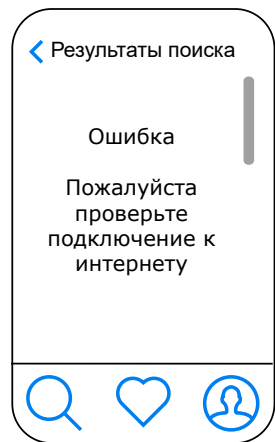 Результаты поиска
Ошибка
Пожалуйста
проверьте
подключение к
интернету